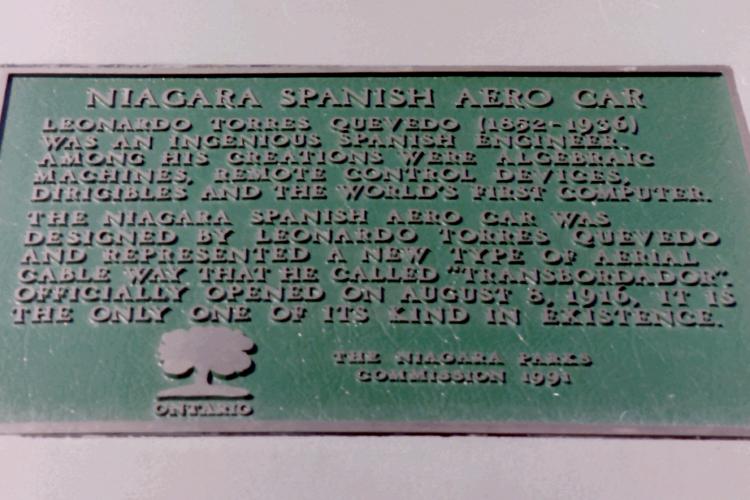 NIAGARA SPANISH AERO CAR
LEONARDO TORRES QUEVEDO (1852-1936)
WAS AN INGENIOUS SPANISH ENGINEER.
AMONG HIS CREATIONS WERE ALGEBRAIC
MACHINES, REMOTE CONTROL DEVICES,
DIRIGIBLES AND THE WORLD'S FIRST COMPUTER.
THE NIAGARA SPANISH AERO CAR WAS
DESIGNED BY LEONARDO TORRES QUEVEDO
AND REPRESENTED A NEW TYPE OF AERIAL
CABLE WAY THAT HE CALLED "TRANSBORDADOR".
OFFICIALLY OPENED ON AUGUST 8, 1916. IT IS
THE ONLY ONE OF ITS KIND IN EXISTENCE.
THE NIAGARA PARKS
COMMISSION 1991
ONTARIO